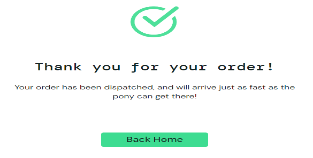 Thank you for your order!
Your order has been dispatched, and will arrive just as fast as the
pony can get there!
Back Home